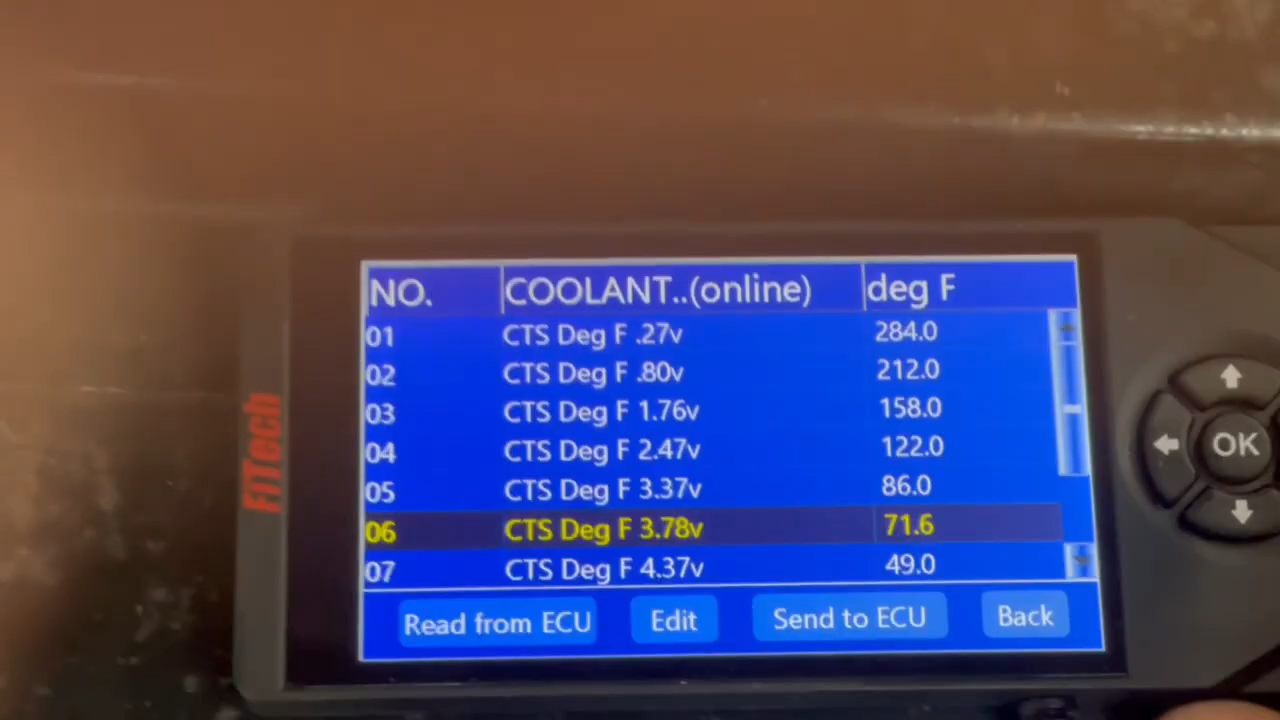 NO. COOLANT..(online) deg F
01 CTS Deg F .27v 284.0
02 CTS Deg F .80v 212.0
03 CTS Deg F 1.76v 158.0
04 CTS Deg F 2.47v 122.0
05 CTS Deg F 3.37v 86.0
06 CTS Deg F 3.78v 71.6
07 CTS Deg F 4.37v 49.0
Read from ECU Edit Send to ECU Back
FITech
OK